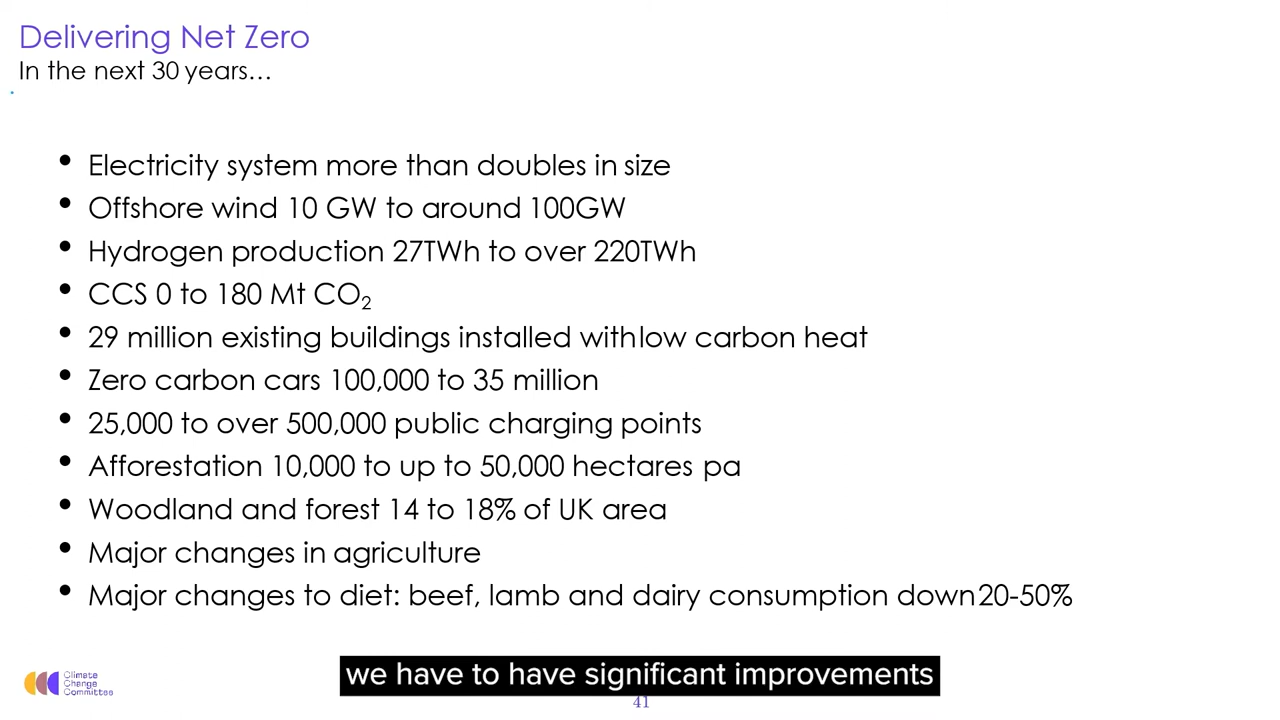 Delivering Net Zero
In the next 30 years...
• Electricity system more than doubles in size
• Offshore wind 10 GW to around 100GW
• Hydrogen production 27TWh to over 220TWh
• CCS 0 to 180 Mt CO₂
• 29 million existing buildings installed with low carbon heat
• Zero carbon cars 100,000 to 35 million
• 25,000 to over 500,000 public charging points
• Afforestation 10,000 to up to 50,000 hectares pa
• Woodland and forest 14 to 18% of UK area
• Major changes in agriculture
• Major changes to diet: beef, lamb and dairy consumption down 20-50%
we have to have significant improvements
Climate
Change
Committee
41